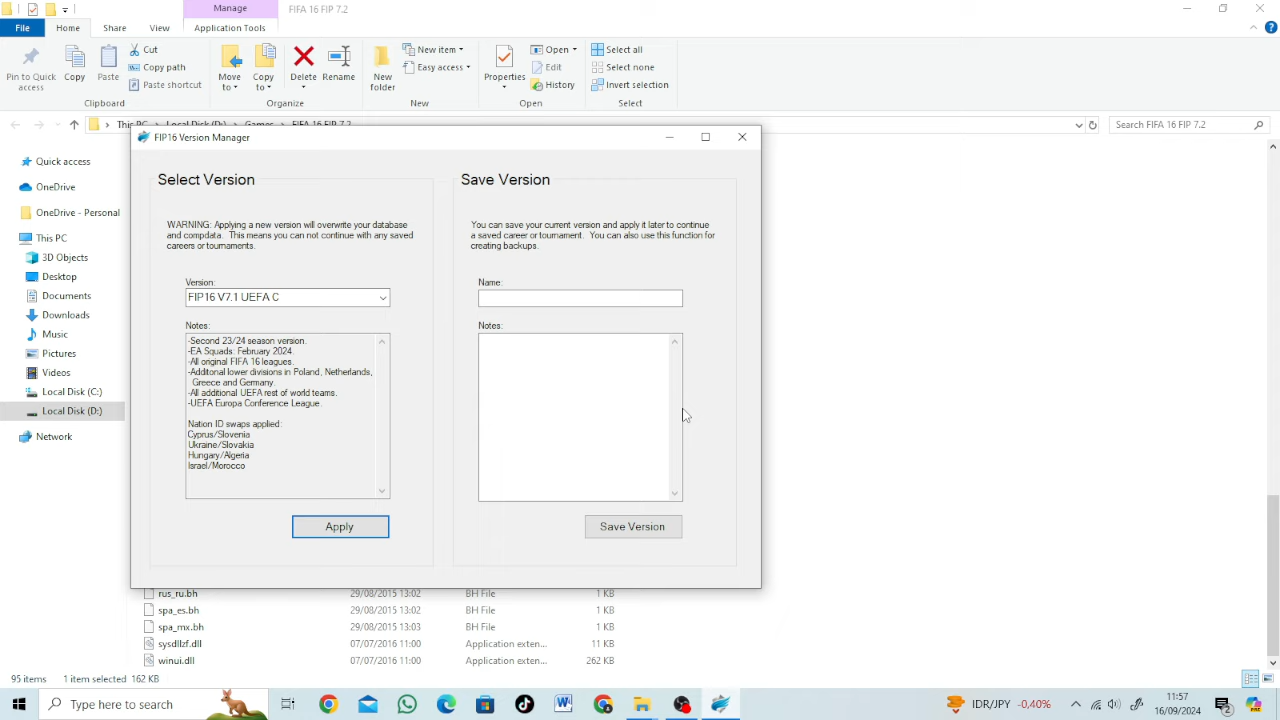 Manage
FIFA 16 FIP 7.2
File
Home
Share
View
Application Tools
Pin to Quick access
Copy
Paste
Cut
Copy path
Paste shortcut
Clipboard
Move to
Copy to
Delete
Rename
Organize
New folder
New item
Easy access
New
Properties
Open
Edit
History
Open
Select all
Select none
Invert selection
Select
This PC > Local Disk (D:) > Games > FIFA 16 FIP 7.2
Search FIFA 16 FIP 7.2
Quick access
OneDrive
OneDrive - Personal
This PC
3D Objects
Desktop
Documents
Downloads
Music
Pictures
Videos
Local Disk (C:)
Local Disk (D:)
Network
FIP16 Version Manager
Select Version
WARNING: Applying a new version will overwrite your database
and compdata. This means you can not continue with any saved
careers or tournaments.
Version:
FIP16 V7.1 UEFA C
Notes:
-Second 23/24 season version.
-EA Squads: February 2024.
-All original FIFA 16 leagues.
-Additonal lower divisions in Poland, Netherlands,
Greece and Germany.
-All additional UEFA rest of world teams.
-UEFA Europa Conference League.
Nation ID swaps applied:
Cyprus/Slovenia
Ukraine/Slovakia
Hungary/Algeria
Israel/Morocco
Apply
Save Version
You can save your current version and apply it later to continue
a saved career or tournament. You can also use this function for
creating backups.
Name:
Notes:
Save Version
rus_ru.bh 29/08/2015 13:02 BH File 1 KB
spa_es.bh 29/08/2015 13:02 BH File 1 KB
spa_mx.bh 29/08/2015 13:03 BH File 1 KB
sysdllzf.dll 07/07/2016 11:00 Application exten... 11 KB
winui.dll 07/07/2016 11:00 Application exten... 262 KB
95 items
1 item selected 162 KB
Type here to search
IDR/JPY -0,40%
11:57
16/09/2024
2